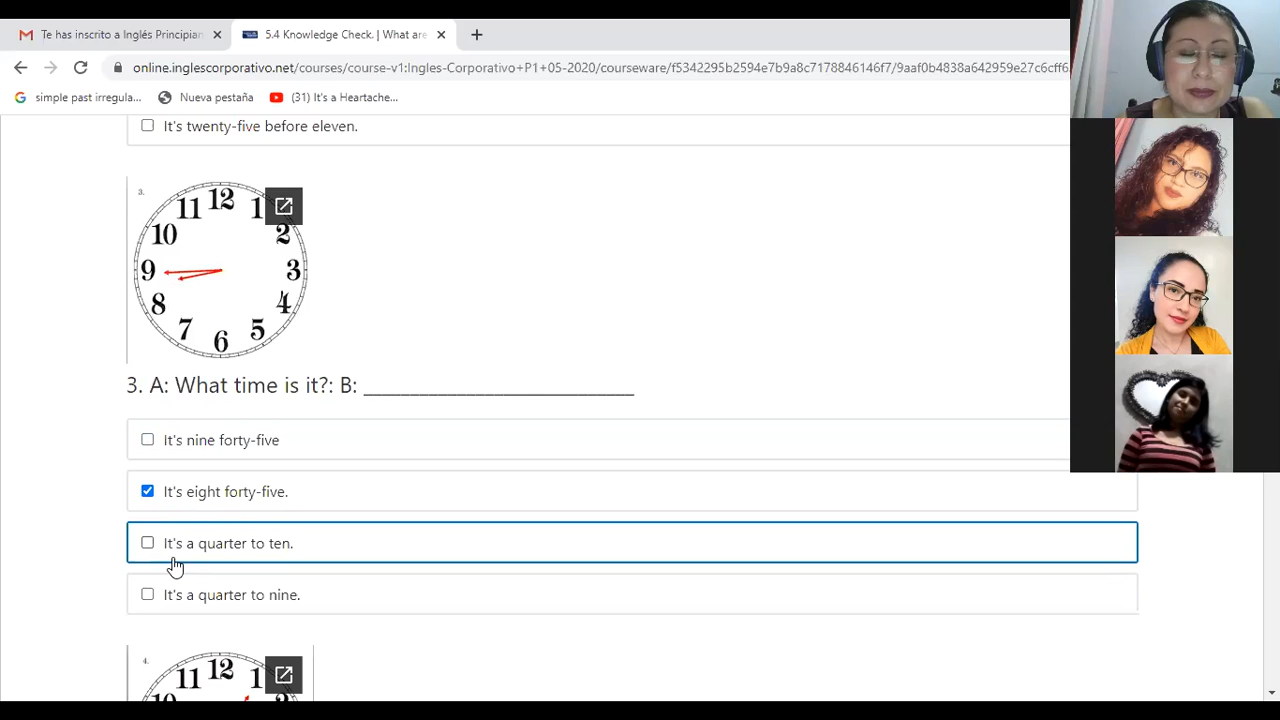 Te has inscrito a Inglés Principian
5.4 Knowledge Check. | What are
online.inglescorporativo.net/courses/course-v1:Ingles-Corporativo+P1+05-2020/courseware/f5342295b2594e7b9a8c7178846146f7/9aaf0b4838a642959e27c6cff6
simple past irregula...
Nueva pestaña
(31) It's a Heartache...
It's twenty-five before eleven.
3.
12
11
1
10
2
9
3
8
4
7
5
6
3. A: What time is it?: B: ____________________________
It's nine forty-five
It's eight forty-five.
It's a quarter to ten.
It's a quarter to nine.
4.
12
11
1
10
2